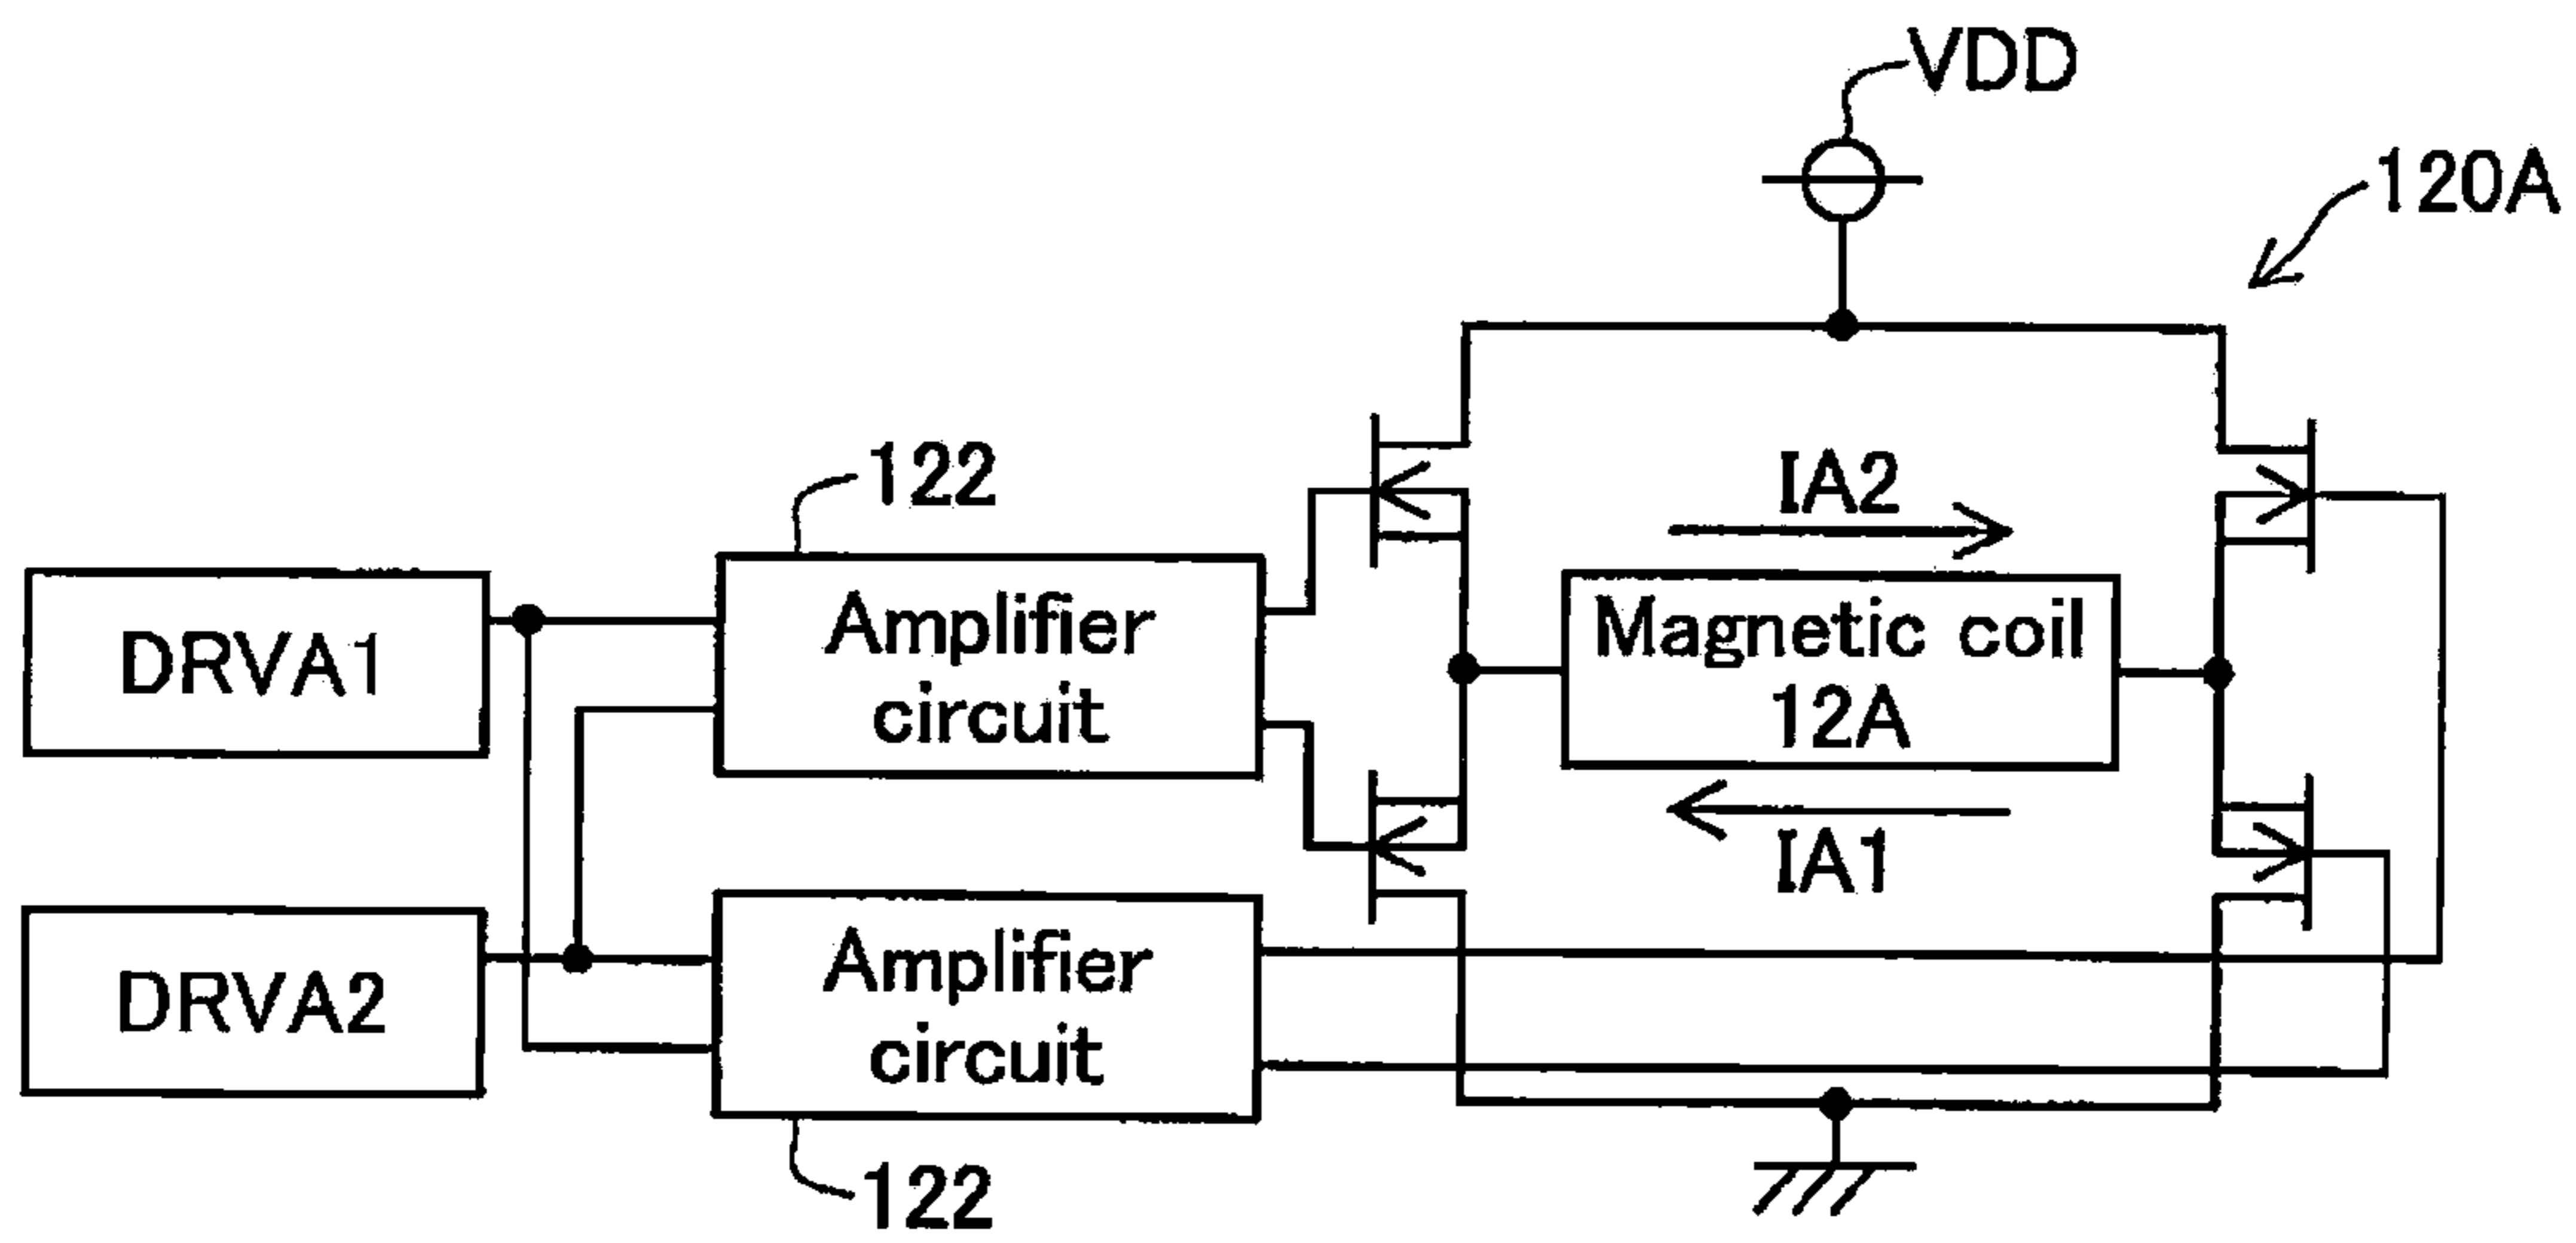 VDD
120A
122
IA2
DRVA1
Amplifier
circuit
Magnetic coil
12A
IA1
DRVA2
Amplifier
circuit
122